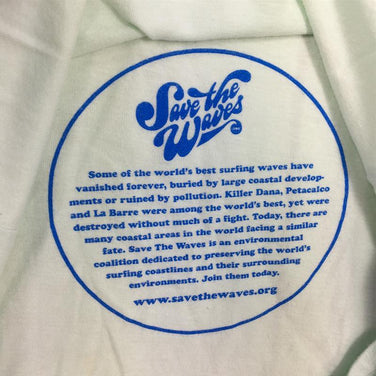 Save the
Waves
Some of the world's best surfing waves have
vanished forever, buried by large coastal develop-
ments or ruined by pollution. Killer Dana, Petacalco
and La Barre were among the world's best, yet were
destroyed without much of a fight. Today, there are
many coastal areas in the world facing a similar
fate. Save The Waves is an environmental
coalition dedicated to preserving the world's
surfing coastlines and their surrounding
environments. Join them today.
www.savethewaves.org